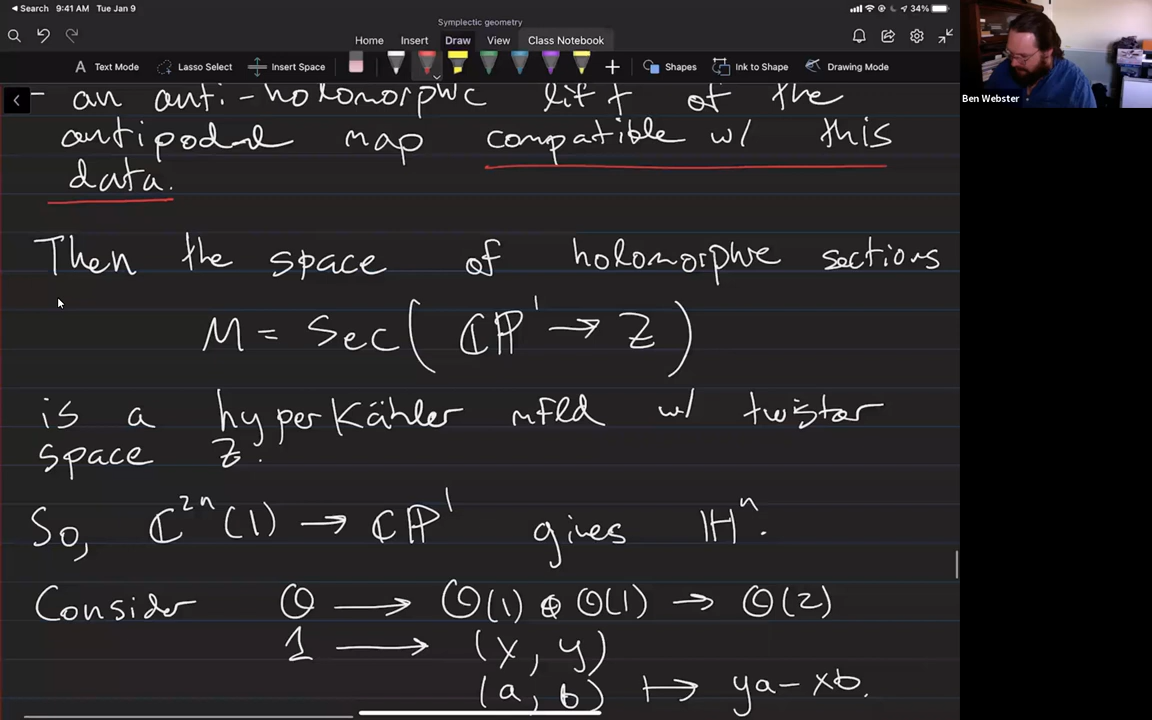 Search 9:41 AM Tue Jan 9
Symplectic geometry
34%
Home Insert Draw View Class Notebook
Text Mode Lasso Select Insert Space Shapes Ink to Shape Drawing Mode
Ben Webster
- an anti-holomorphic lift of the
antipodal map compatible w/ this
data.
Then the space of holomorphic sections
M = Sec( ℂℙ¹ → Z )
is a hyperKähler mfld w/ twistor
space Z.
So, ℂ²ⁿ(1) → ℂℙ¹ gives ℍⁿ.
Consider O → O(1) ⊕ O(1) → O(2)
1 → (x, y)
(a, b) ↦ ya - xb.